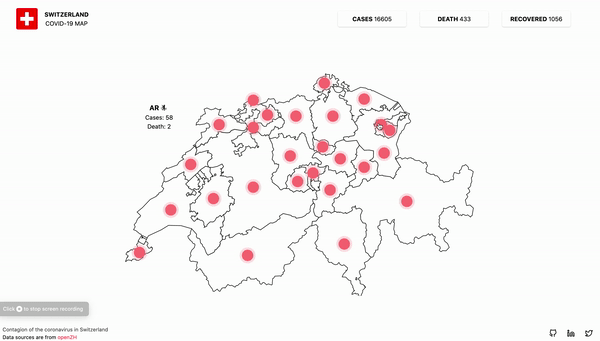 SWITZERLAND
COVID-19 MAP
CASES 16605
DEATH 433
RECOVERED 1056
AR
Cases: 58
Death: 2
Click to stop screen recording
Contagion of the coronavirus in Switzerland
Data sources are from openZH